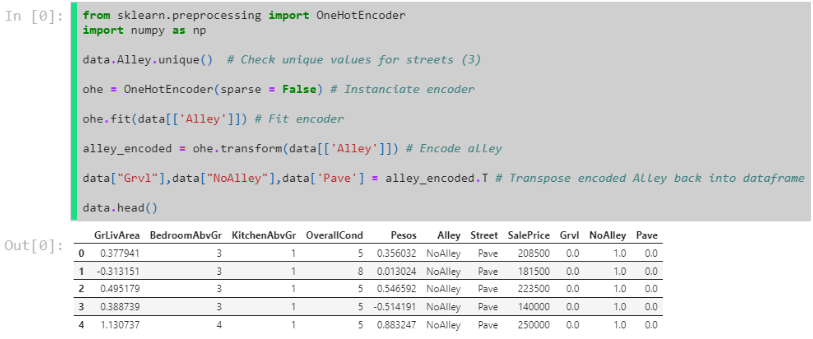 In [0]:
from sklearn.preprocessing import OneHotEncoder
import numpy as np
data.Alley.unique()  # Check unique values for streets (3)
ohe = OneHotEncoder(sparse = False) # Instanciate encoder
ohe.fit(data[['Alley']]) # Fit encoder
alley_encoded = ohe.transform(data[['Alley']]) # Encode alley
data["Grvl"],data["NoAlley"],data['Pave'] = alley_encoded.T # Transpose encoded Alley back into dataframe
data.head()
Out[0]:
GrLivArea BedroomAbvGr KitchenAbvGr OverallCond Pesos Alley Street SalePrice Grvl NoAlley Pave
0 0.377941 3 1 5 0.356032 NoAlley Pave 208500 0.0 1.0 0.0
1 -0.313151 3 1 8 0.013024 NoAlley Pave 181500 0.0 1.0 0.0
2 0.495179 3 1 5 0.546592 NoAlley Pave 223500 0.0 1.0 0.0
3 0.388739 3 1 5 -0.514191 NoAlley Pave 140000 0.0 1.0 0.0
4 1.130737 4 1 5 0.883247 NoAlley Pave 250000 0.0 1.0 0.0